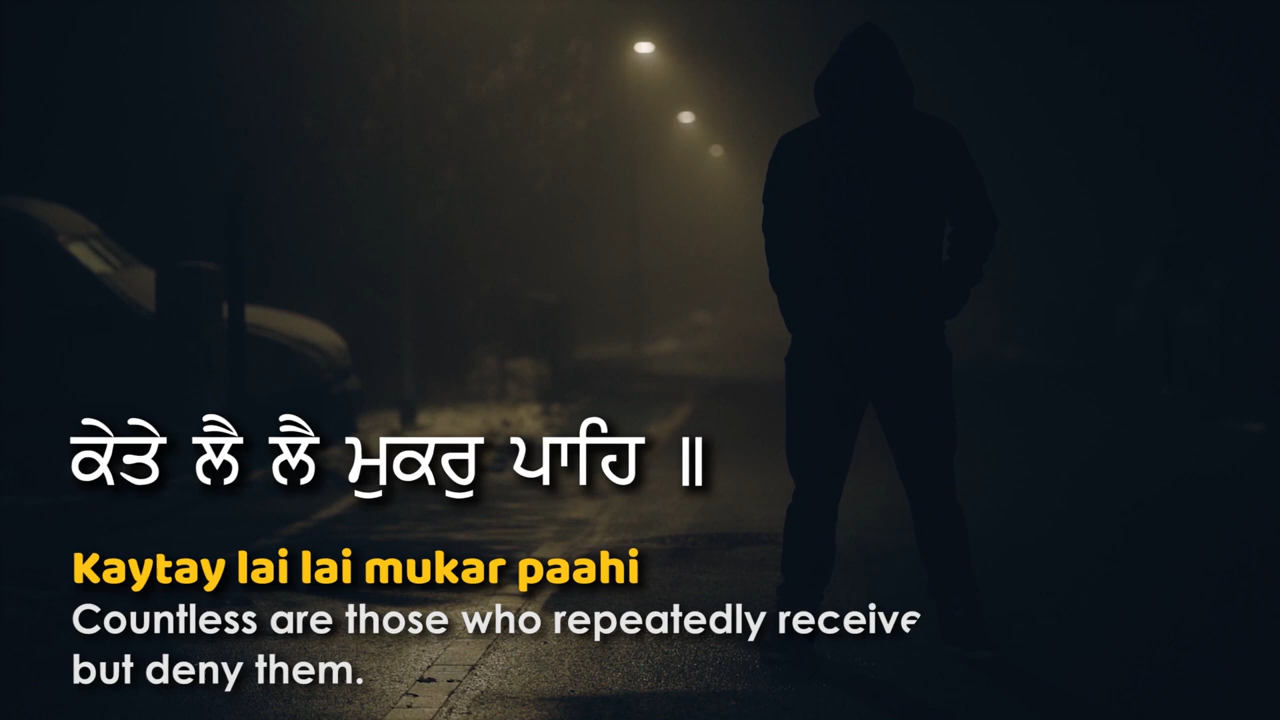 ਕੇਤੇ ਲੈ ਲੈ ਮੁਕਰੁ ਪਾਹਿ ॥
Kaytay lai lai mukar paahi
Countless are those who repeatedly receive
but deny them.